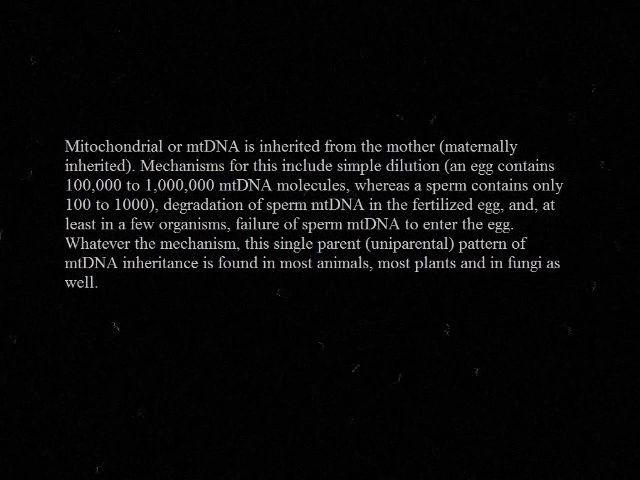 Mitochondrial or mtDNA is inherited from the mother (maternally
inherited). Mechanisms for this include simple dilution (an egg contains
100,000 to 1,000,000 mtDNA molecules, whereas a sperm contains only
100 to 1000), degradation of sperm mtDNA in the fertilized egg, and, at
least in a few organisms, failure of sperm mtDNA to enter the egg.
Whatever the mechanism, this single parent (uniparental) pattern of
mtDNA inheritance is found in most animals, most plants and in fungi as
well.